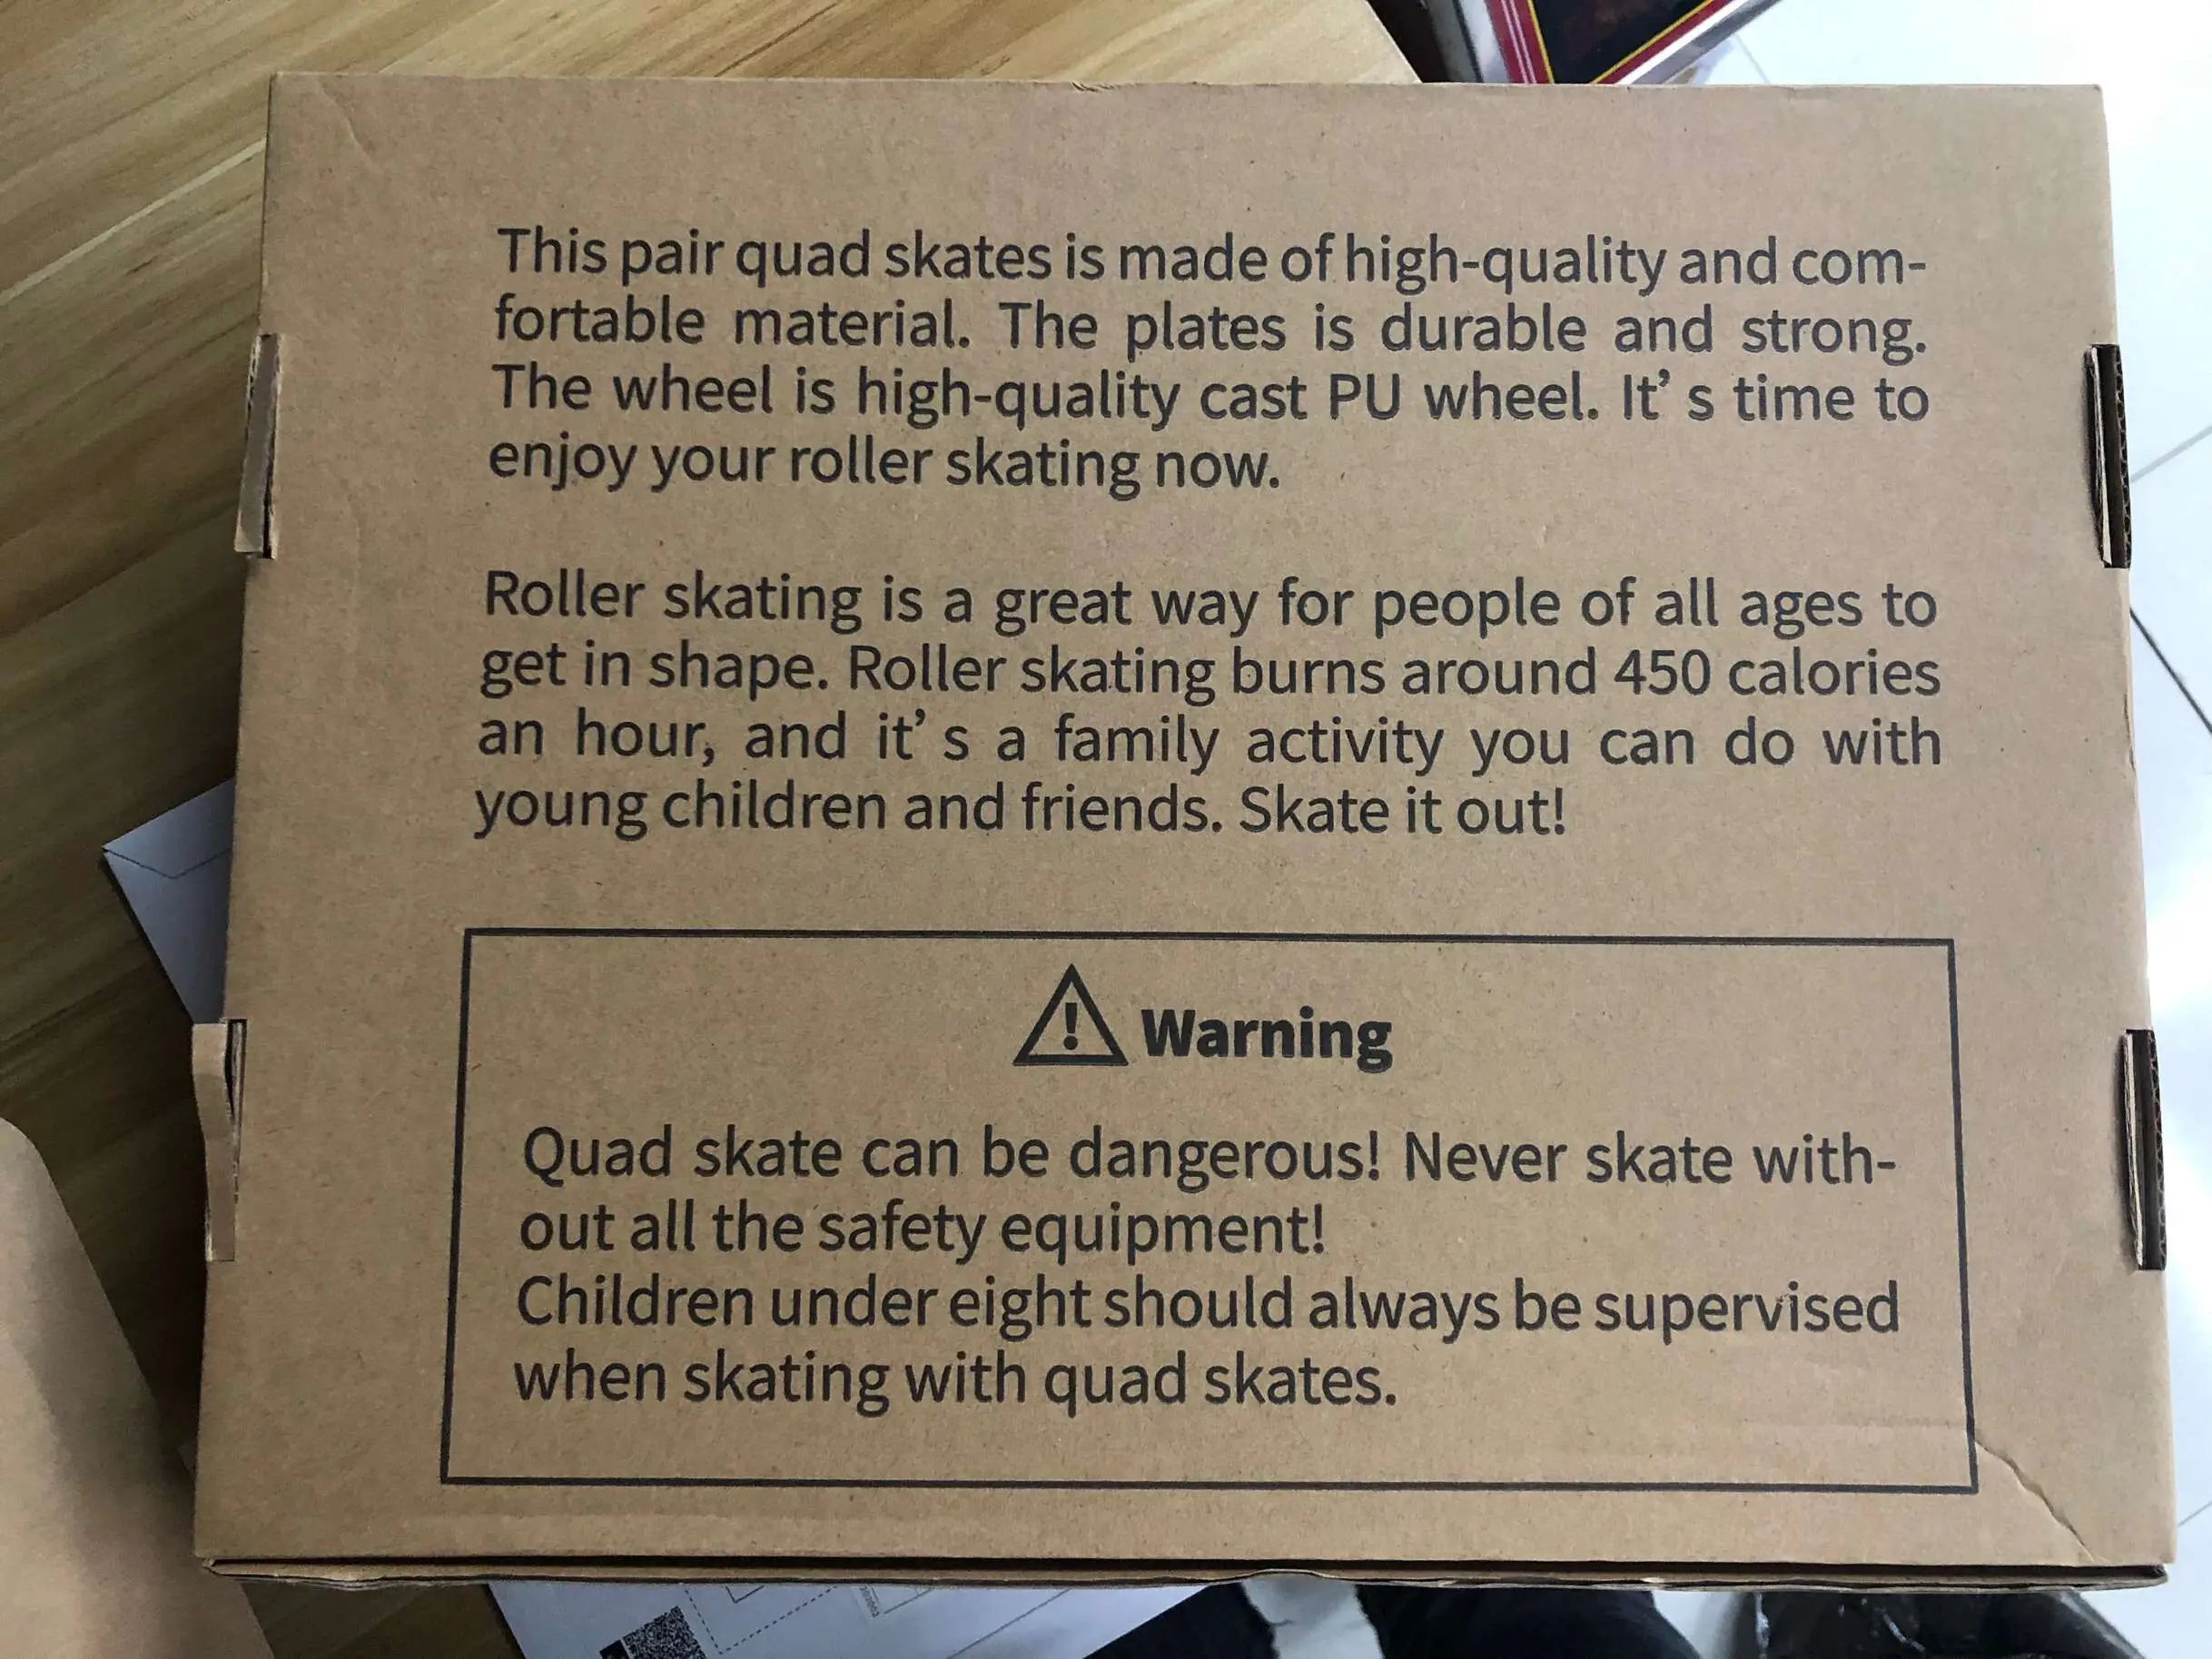 This pair quad skates is made of high-quality and com-
fortable material. The plates is durable and strong.
The wheel is high-quality cast PU wheel. It’ s time to
enjoy your roller skating now.
Roller skating is a great way for people of all ages to
get in shape. Roller skating burns around 450 calories
an hour, and it’ s a family activity you can do with
young children and friends. Skate it out!
Warning
Quad skate can be dangerous! Never skate with-
out all the safety equipment!
Children under eight should always be supervised
when skating with quad skates.